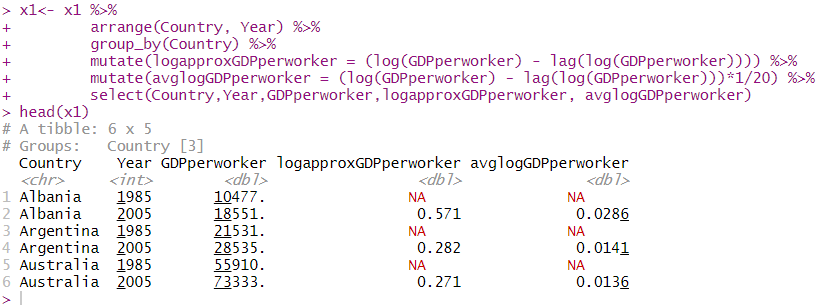 > x1<- x1 %>%
+ arrange(Country, Year) %>%
+ group_by(Country) %>%
+ mutate(logapproxGDPperworker = (log(GDPperworker) - lag(log(GDPperworker)))) %>%
+ mutate(avglogGDPperworker = (log(GDPperworker) - lag(log(GDPperworker)))*1/20) %>%
+ select(Country,Year,GDPperworker,logapproxGDPperworker, avglogGDPperworker)
> head(x1)
# A tibble: 6 x 5
# Groups: Country [3]
Country Year GDPperworker logapproxGDPperworker avglogGDPperworker
<chr> <int> <dbl> <dbl> <dbl>
1 Albania 1985 10477. NA NA
2 Albania 2005 18551. 0.571 0.0286
3 Argentina 1985 21531. NA NA
4 Argentina 2005 28535. 0.282 0.0141
5 Australia 1985 55910. NA NA
6 Australia 2005 73333. 0.271 0.0136
>